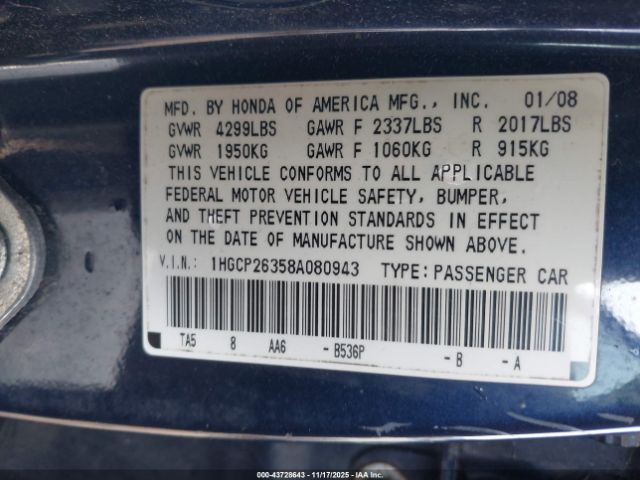 MFD. BY HONDA OF AMERICA MFG., INC. 01/08
GVWR 4299LBS GAWR F 2337LBS R 2017LBS
GVWR 1950KG GAWR F 1060KG R 915KG
THIS VEHICLE CONFORMS TO ALL APPLICABLE
FEDERAL MOTOR VEHICLE SAFETY, BUMPER,
AND THEFT PREVENTION STANDARDS IN EFFECT
ON THE DATE OF MANUFACTURE SHOWN ABOVE.
V.I.N.: 1HGCP26358A080943 TYPE:PASSENGER CAR
TA5 8 AA6 -B536P -B -A
000-43728643 - 11/17/2025 - IAA Inc.